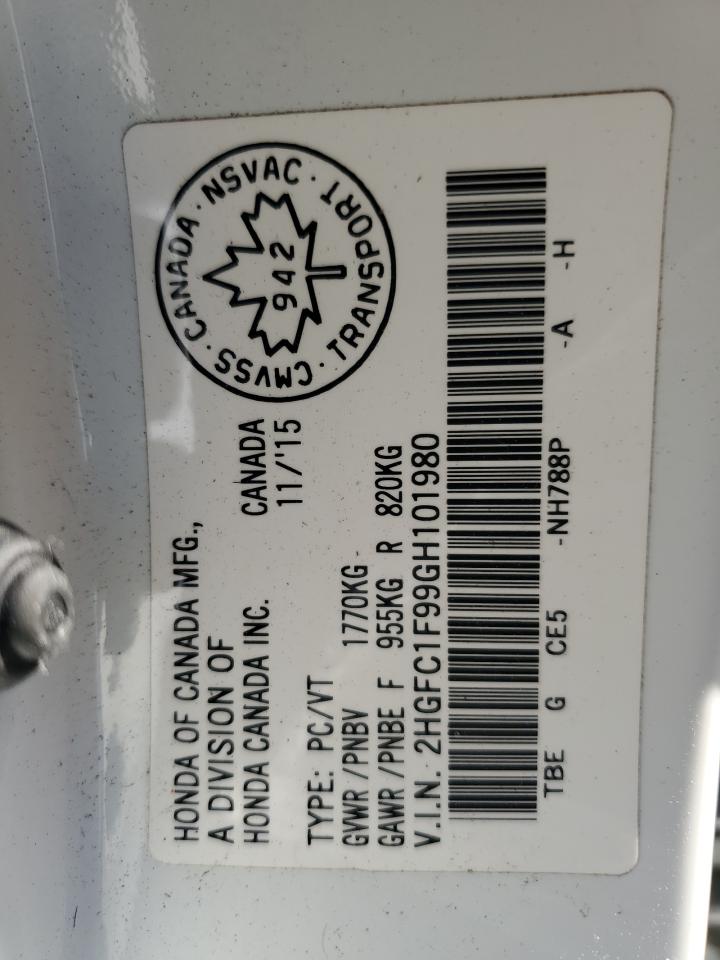 HONDA OF CANADA MFG.,
A DIVISION OF
HONDA CANADA INC.
CANADA
11/'15
CMVSS · CANADA · NSVAC · TRANSPORT ·
942
TYPE: PC/VT
GVWR /PNBV 1770KG
GAWR /PNBE F 955KG R 820KG
V.I.N. 2HGFC1F99GH101980
TBE G CE5 -NH788P -A -H